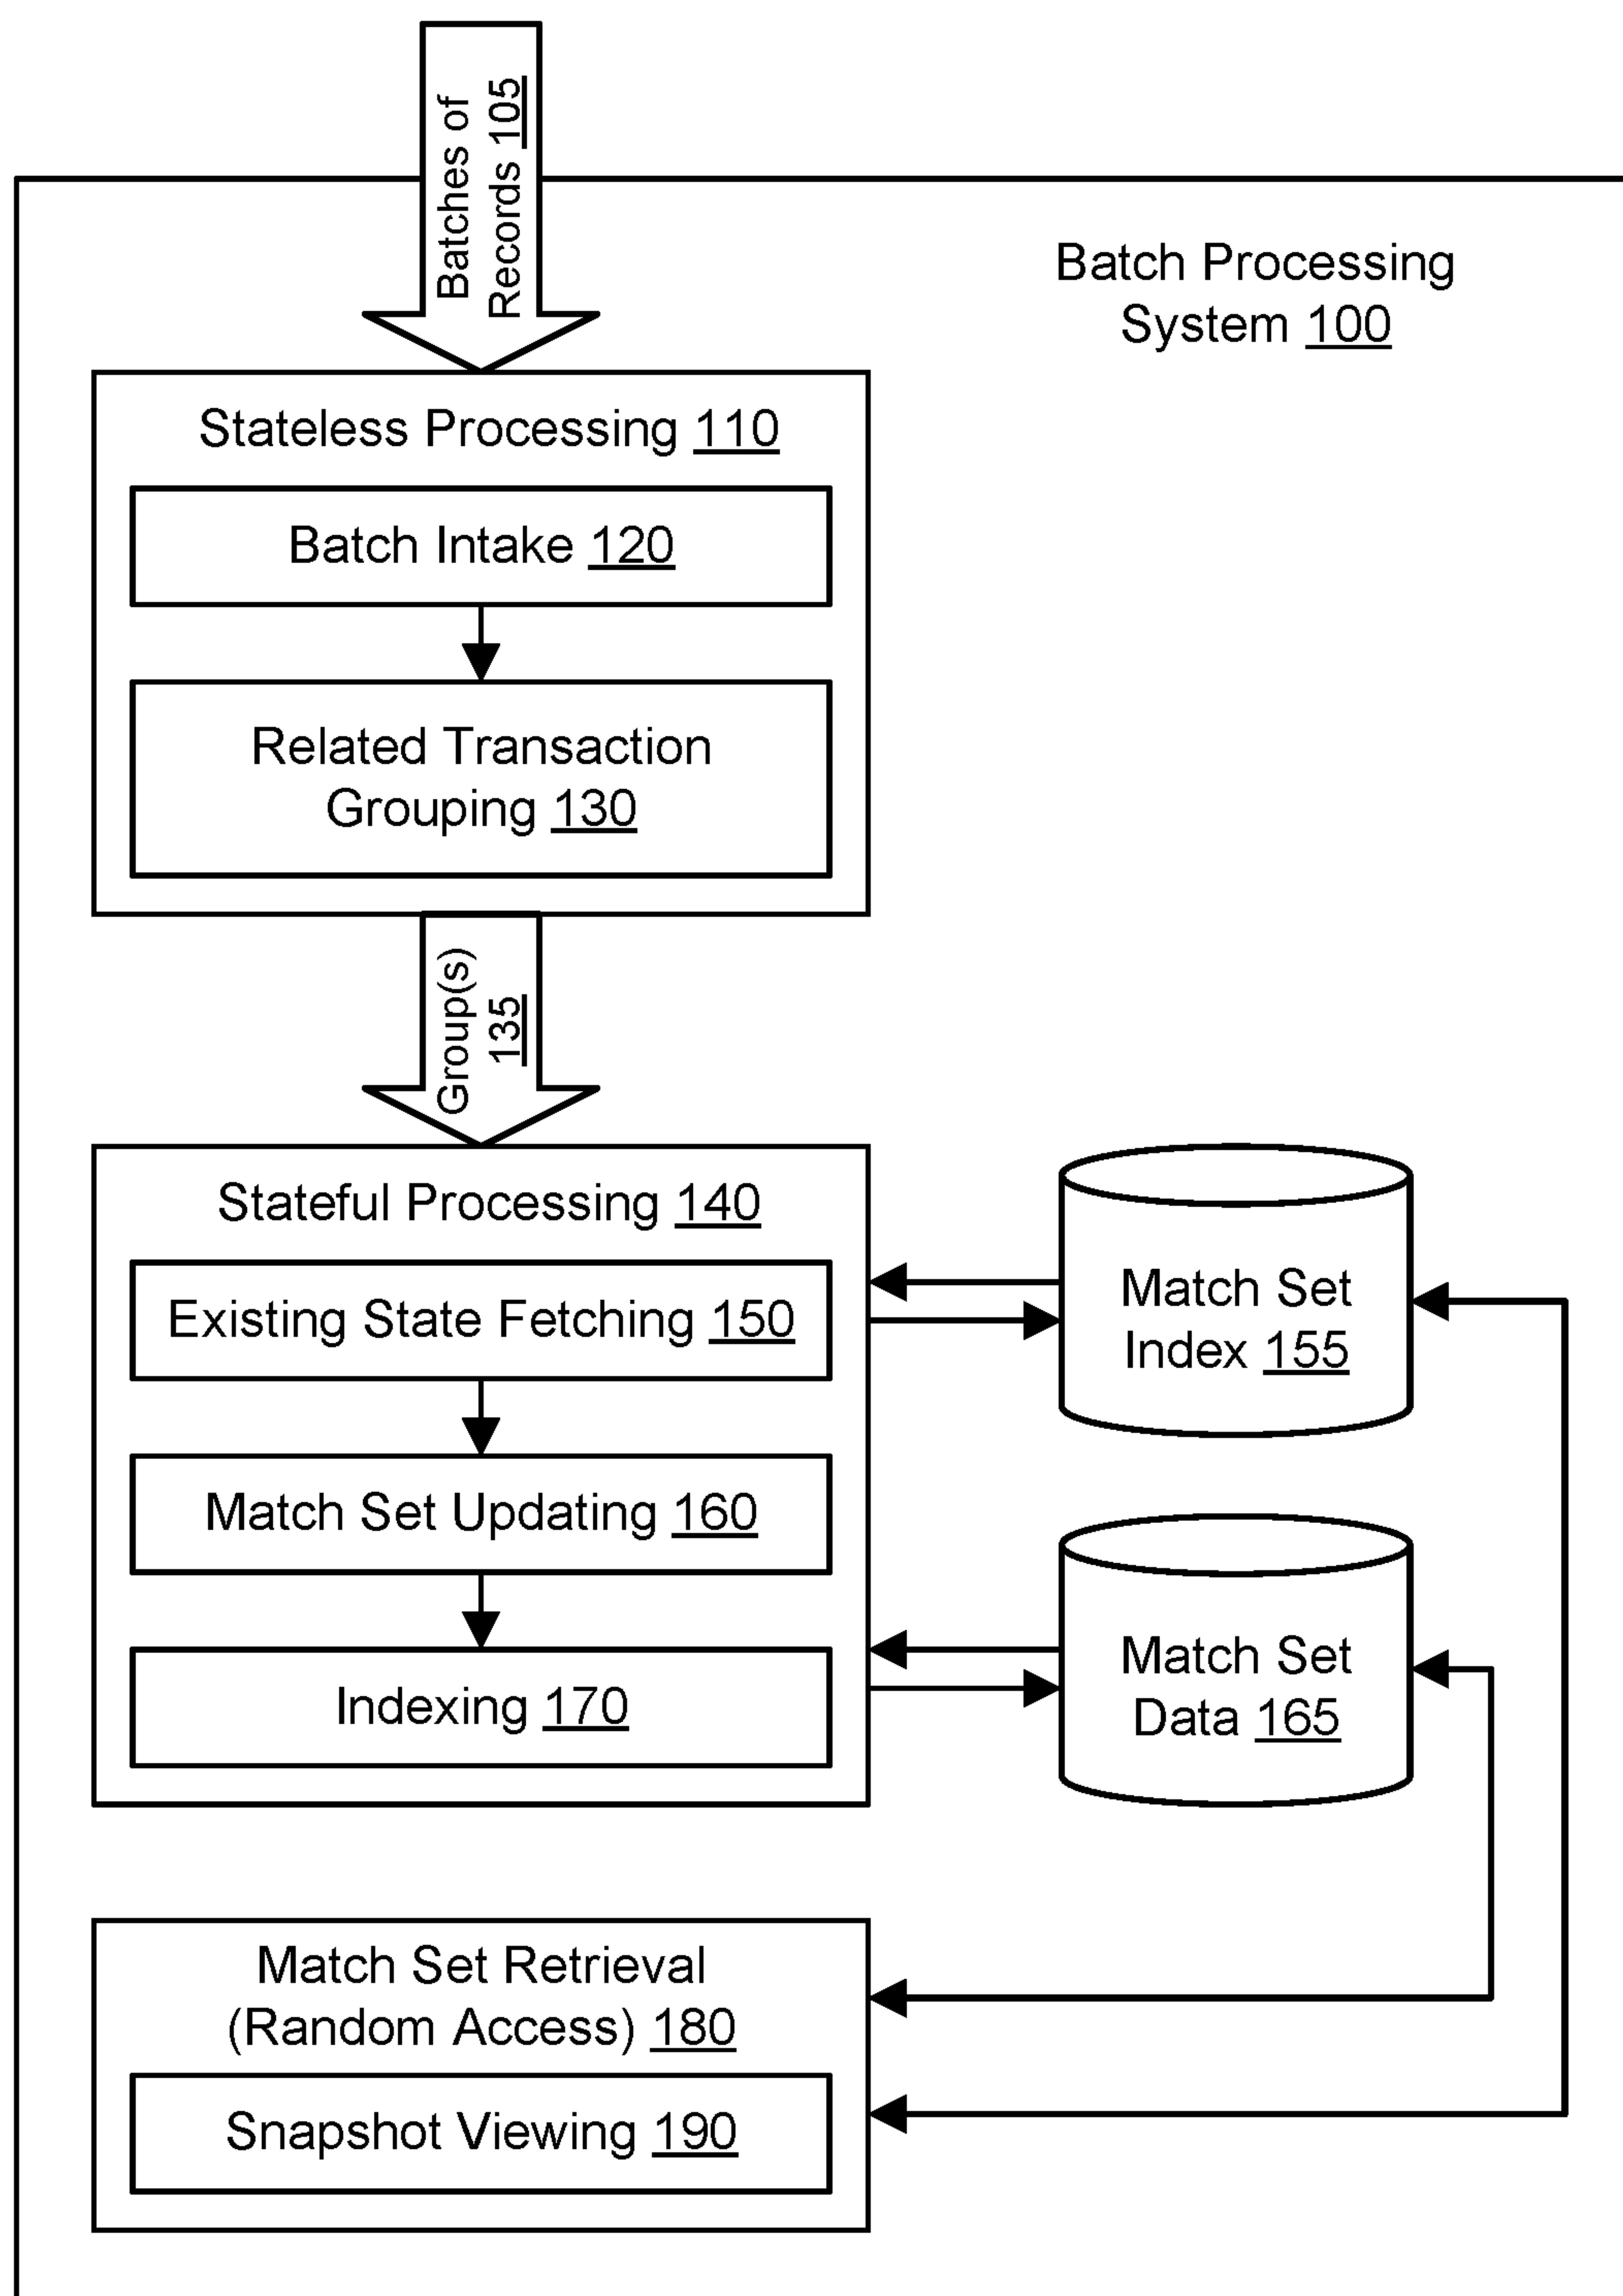 Batches of
Records 105
Batch Processing
System 100
Stateless Processing 110
Batch Intake 120
Related Transaction
Grouping 130
Group(s)
135
Stateful Processing 140
Existing State Fetching 150
Match Set Updating 160
Indexing 170
Match Set
Index 155
Match Set
Data 165
Match Set Retrieval
(Random Access) 180
Snapshot Viewing 190